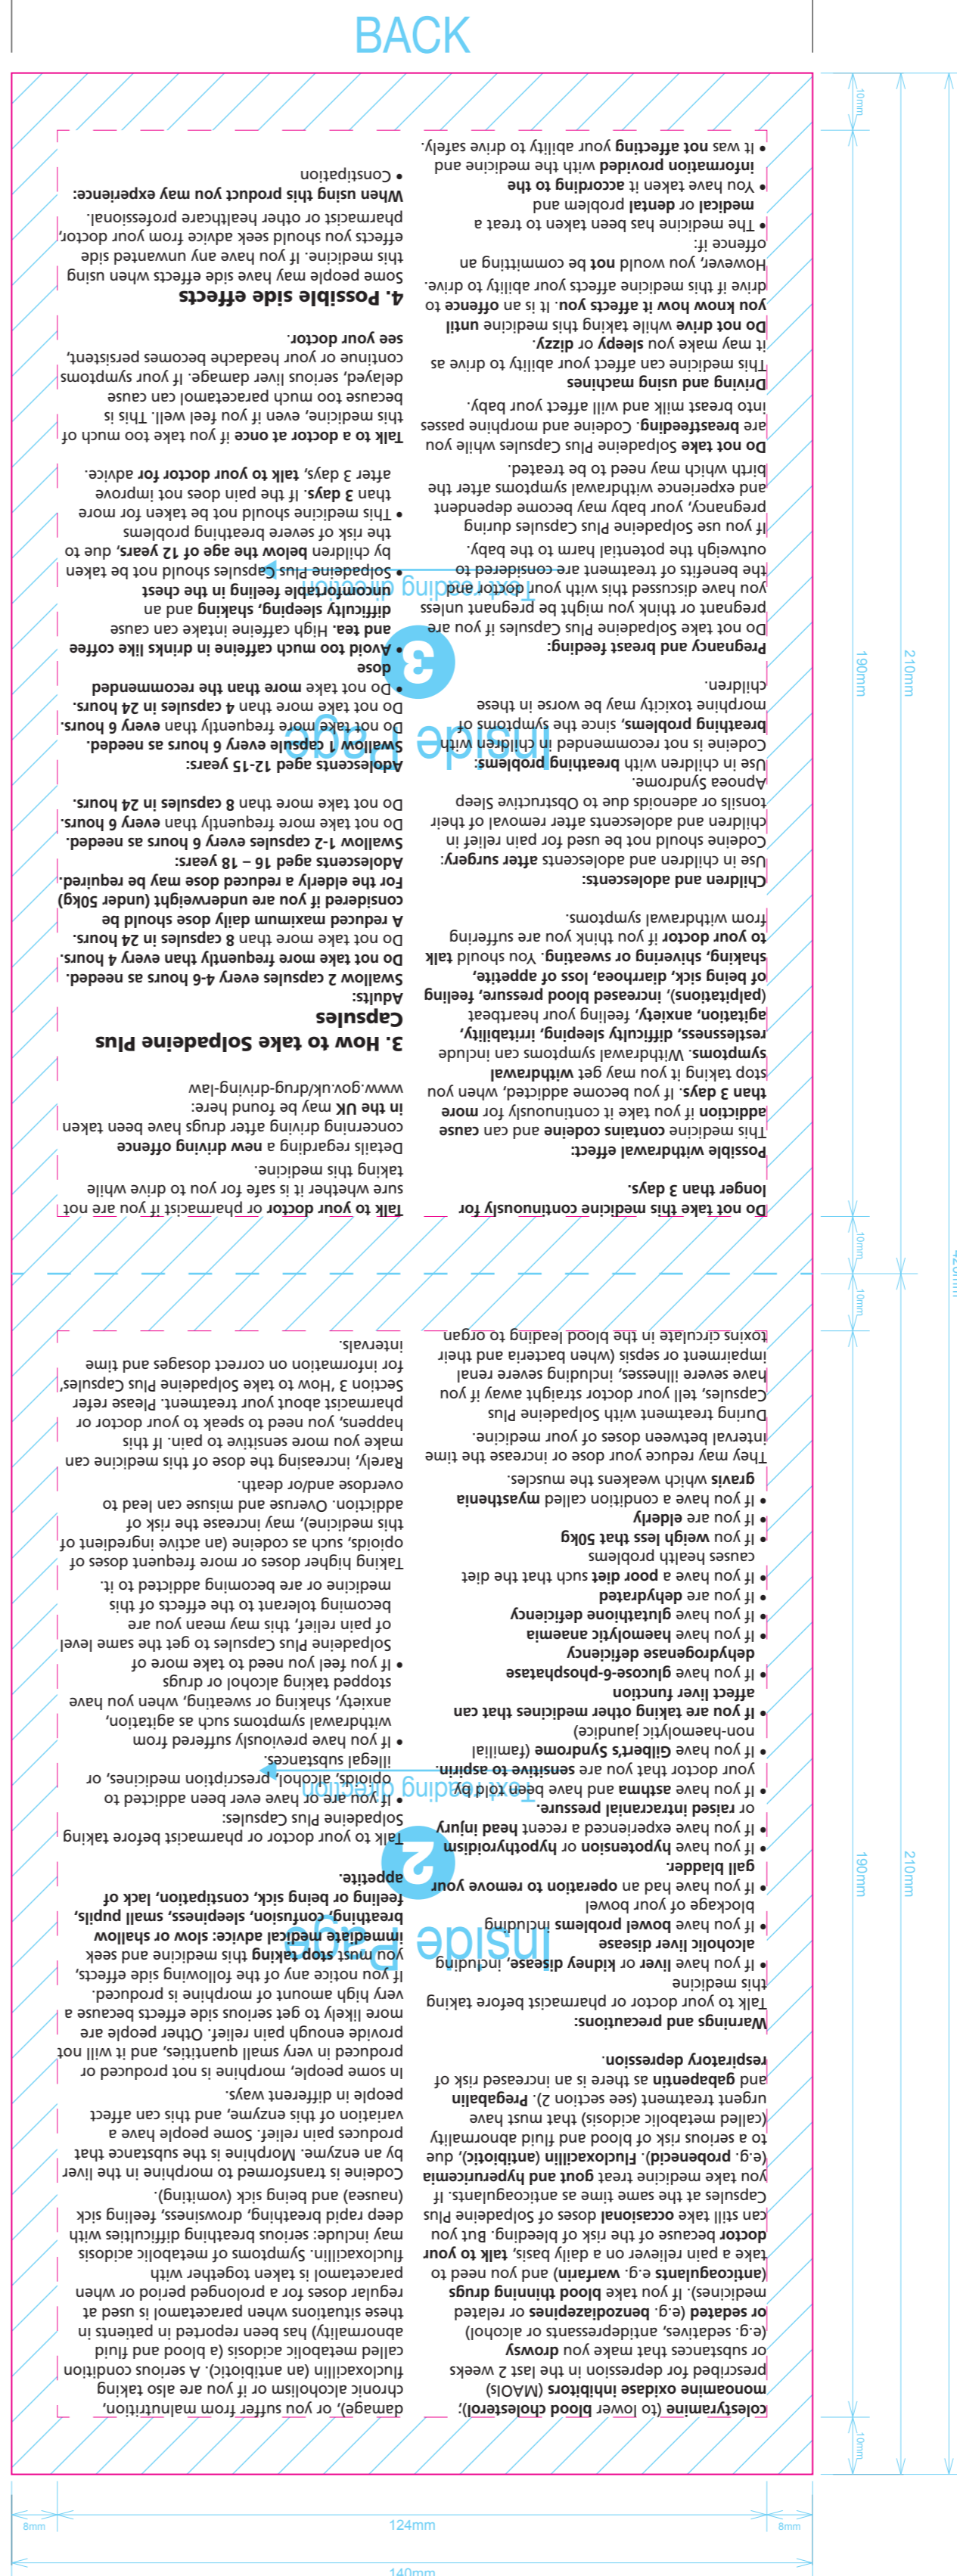 BACK
colestyramine (to lower blood cholesterol);
monoamine oxidase inhibitors (MAOIs)
prescribed for depression in the last 2 weeks
or substances that make you drowsy
(e.g. sedatives, antidepressants or alcohol)
or sedated (e.g. benzodiazepines or related
medicines). If you take blood thinning drugs
(anticoagulants e.g. warfarin) and you need to
take a pain reliever on a daily basis, talk to your
doctor because of the risk of bleeding. But you
can still take occasional doses of Solpadeine Plus
Capsules at the same time as anticoagulants. If
you take medicine treat gout and hyperuricemia
(e.g. probenecid). Flucloxacillin (antibiotic), due
to a serious risk of blood and fluid abnormality
(called metabolic acidosis) that must have
urgent treatment (see section 2). Pregabalin
and gabapentin as there is an increased risk of
respiratory depression.
Warnings and precautions:
Talk to your doctor or pharmacist before taking
this medicine
• If you have liver or kidney disease, including
alcoholic liver disease
• If you have bowel problems including
blockage of your bowel
• If you have had an operation to remove your
gall bladder.
• If you have hypotension or hypothyroidism
• If you have experienced a recent head injury
or raised intracranial pressure.
• If you have asthma and have been told by
your doctor that you are sensitive to aspirin.
• If you have Gilbert's Syndrome (familial
non-haemolytic jaundice)
• If you are taking other medicines that can
affect liver function
• If you have glucose-6-phosphatase
dehydrogenase deficiency
• If you have haemolytic anaemia
• If you have glutathione deficiency
• If you are dehydrated
• If you have a poor diet such that the diet
causes health problems
• If you weigh less that 50kg
• If you are elderly
• If you have a condition called myasthenia
gravis which weakens the muscles.
They may reduce your dose or increase the time
interval between doses of your medicine.
During treatment with Solpadeine Plus
Capsules, tell your doctor straight away if you
have severe illnesses, including severe renal
impairment or sepsis (when bacteria and their
toxins circulate in the blood leading to organ
damage), or you suffer from malnutrition,
chronic alcoholism or if you are also taking
flucloxacillin (an antibiotic). A serious condition
called metabolic acidosis (a blood and fluid
abnormality) has been reported in patients in
these situations when paracetamol is used at
regular doses for a prolonged period or when
paracetamol is taken together with
flucloxacillin. Symptoms of metabolic acidosis
may include: serious breathing difficulties with
deep rapid breathing, drowsiness, feeling sick
(nausea) and being sick (vomiting).
Codeine is transformed to morphine in the liver
by an enzyme. Morphine is the substance that
produces pain relief. Some people have a
variation of this enzyme, and this can affect
people in different ways.
In some people, morphine is not produced or
produced in very small quantities, and it will not
provide enough pain relief. Other people are
more likely to get serious side effects because a
very high amount of morphine is produced.
If you notice any of the following side effects,
you must stop taking this medicine and seek
immediate medical advice: slow or shallow
breathing, confusion, sleepiness, small pupils,
feeling or being sick, constipation, lack of
appetite.
Talk to your doctor or pharmacist before taking
Solpadeine Plus Capsules:
• If you are or have ever been addicted to
opioids, alcohol, prescription medicines, or
illegal substances.
• If you have previously suffered from
withdrawal symptoms such as agitation,
anxiety, shaking or sweating, when you have
stopped taking alcohol or drugs
• If you feel you need to take more of
Solpadeine Plus Capsules to get the same level
of pain relief, this may mean you are
becoming tolerant to the effects of this
medicine or are becoming addicted to it.
Taking higher doses or more frequent doses of
opioids, such as codeine (an active ingredient of
this medicine), may increase the risk of
addiction. Overuse and misuse can lead to
overdose and/or death.
Rarely, increasing the dose of this medicine can
make you more sensitive to pain. If this
happens, you need to speak to your doctor or
pharmacist about your treatment. Please refer
Section 3 'How to take Solpadeine Plus Capsules'
for information on correct dosages and time
intervals.
Inside Page
2
Text reading direction
Do not take this medicine continuously for
longer than 3 days.
Possible withdrawal effect:
This medicine contains codeine and can cause
addiction if you take it continuously for more
than 3 days. If you become addicted, when you
stop taking it you may get withdrawal
symptoms. Withdrawal symptoms can include
restlessness, difficulty sleeping, irritability,
agitation, anxiety, feeling your heartbeat
(palpitations), increased blood pressure, feeling
of being sick, diarrhoea, loss of appetite,
shaking, shivering or sweating. You should talk
to your doctor if you think you are suffering
from withdrawal symptoms.
Children and adolescents:
Use in children and adolescents after surgery:
Codeine should not be used for pain relief in
children and adolescents after removal of their
tonsils or adenoids due to Obstructive Sleep
Apnoea Syndrome.
Use in children with breathing problems:
Codeine is not recommended in children with
breathing problems, since the symptoms of
morphine toxicity may be worse in these
children.
Pregnancy and breast feeding:
Do not take Solpadeine Plus Capsules if you are
pregnant or think you might be pregnant unless
you have discussed this with your doctor and
the benefits of treatment are considered to
outweigh the potential harm to the baby.
If you use Solpadeine Plus Capsules during
pregnancy, your baby may become dependent
and experience withdrawal symptoms after the
birth which may need to be treated.
Do not take Solpadeine Plus Capsules while you
are breastfeeding. Codeine and morphine passes
into breast milk and will affect your baby.
Driving and using machines
This medicine can affect your ability to drive as
it may make you sleepy or dizzy.
Do not drive while taking this medicine until
you know how it affects you. It is an offence to
drive if this medicine affects your ability to drive.
However, you would not be committing an
offence if:
• The medicine has been taken to treat a
medical or dental problem and
• You have taken it according to the
information provided with the medicine and
• It was not affecting your ability to drive safely.
Talk to your doctor or pharmacist if you are not
sure whether it is safe for you to drive while
taking this medicine.
Details regarding a new driving offence
concerning driving after drugs have been taken
in the UK may be found here:
www.gov.uk/drug-driving-law
3. How to take Solpadeine Plus
Capsules
Adults:
Swallow 2 capsules every 4-6 hours as needed.
Do not take more frequently than every 4 hours.
Do not take more than 8 capsules in 24 hours.
A reduced maximum daily dose should be
considered if you are underweight (under 50kg)
For the elderly a reduced dose may be required.
Adolescents aged 16 – 18 years:
Swallow 1-2 capsules every 6 hours as needed.
Do not take more frequently than every 6 hours.
Do not take more than 8 capsules in 24 hours.
Adolescents aged 12-15 years:
Swallow 1 capsule every 6 hours as needed.
Do not take more frequently than every 6 hours.
Do not take more than 4 capsules in 24 hours.
• Do not take more than the recommended
dose
• Avoid too much caffeine in drinks like coffee
and tea. High caffeine intake can cause
difficulty sleeping, shaking and an
uncomfortable feeling in the chest
• Solpadeine Plus Capsules should not be taken
by children below the age of 12 years, due to
the risk of severe breathing problems
• This medicine should not be taken for more
than 3 days. If the pain does not improve
after 3 days, talk to your doctor for advice.
Talk to a doctor at once if you take too much of
this medicine, even if you feel well. This is
because too much paracetamol can cause
delayed, serious liver damage. If your symptoms
continue or your headache becomes persistent,
see your doctor.
4. Possible side effects
Some people may have side effects when using
this medicine. If you have any unwanted side
effects you should seek advice from your doctor,
pharmacist or other healthcare professional.
When using this product you may experience:
• Constipation
Inside Page
3
Text reading direction
10mm
190mm
210mm
10mm
420mm
10mm
190mm
210mm
10mm
8mm
124mm
8mm
140mm